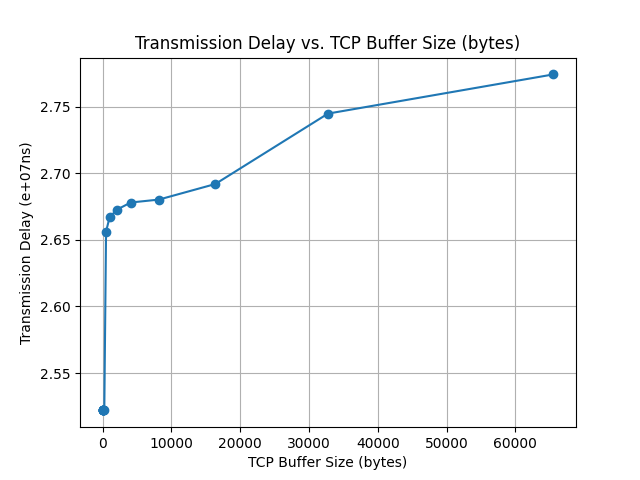 Transmission Delay vs. TCP Buffer Size (bytes)
Transmission Delay (e+07ns)
2.75
2.70
2.65
2.60
2.55
0 10000 20000 30000 40000 50000 60000
TCP Buffer Size (bytes)